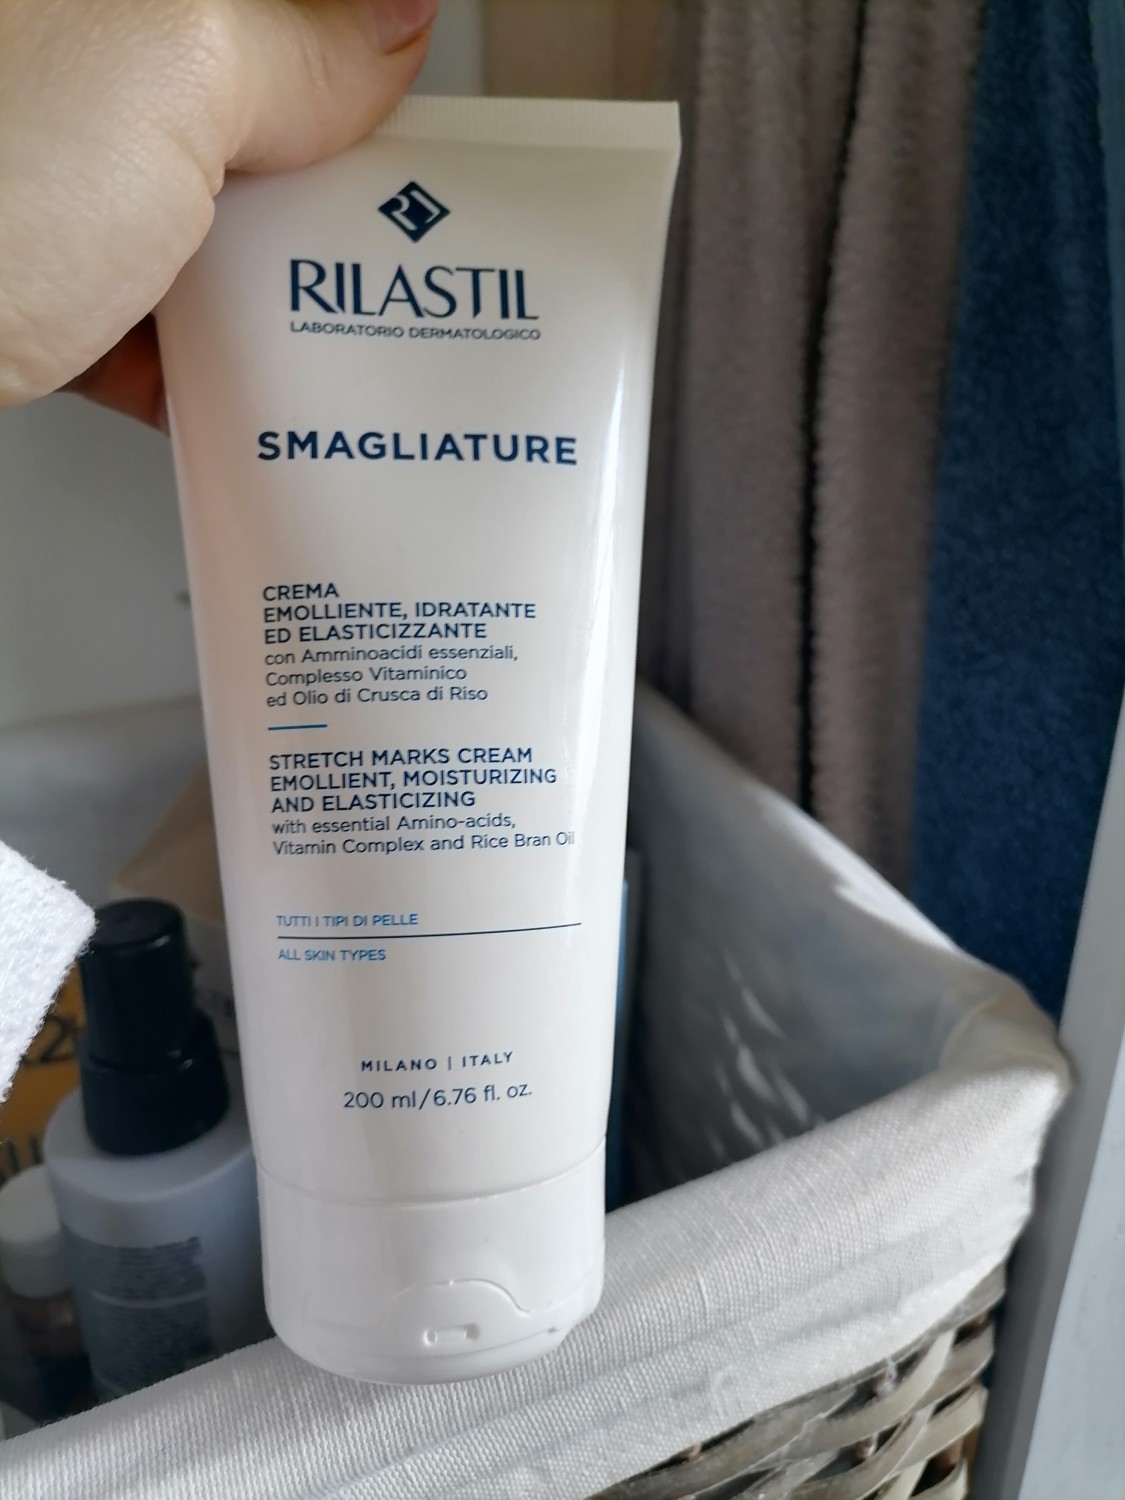 RILASTIL
LABORATORIO DERMATOLOGICO
SMAGLIATURE
CREMA
EMOLLIENTE, IDRATANTE
ED ELASTICIZZANTE
con Amminoacidi essenziali,
Complesso Vitaminico
ed Olio di Crusca di Riso
STRETCH MARKS CREAM
EMOLLIENT, MOISTURIZING
AND ELASTICIZING
with essential Amino-acids,
Vitamin Complex and Rice Bran Oil
TUTTI I TIPI DI PELLE
ALL SKIN TYPES
MILANO | ITALY
200 ml/6.76 fl. oz.